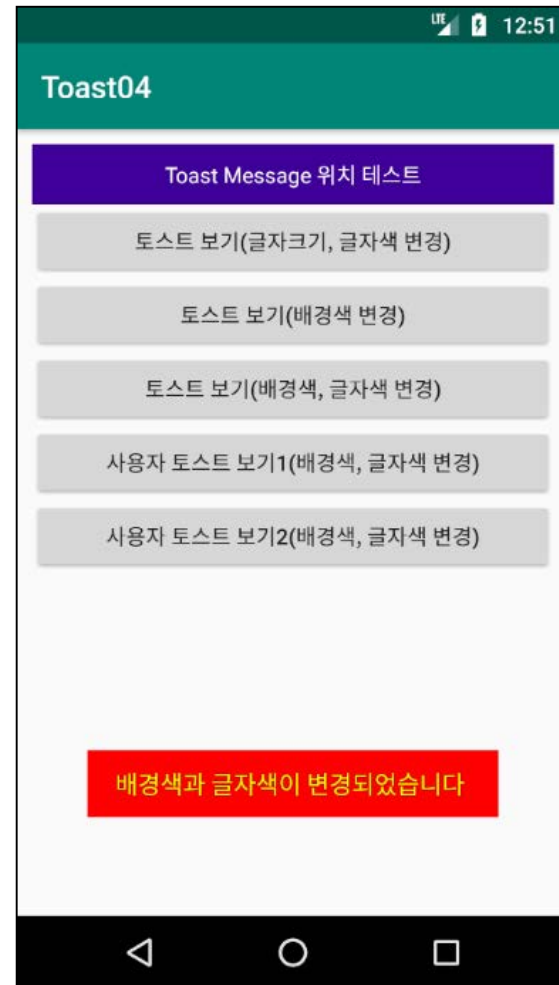 LTE 12:51
Toast04
Toast Message 위치 테스트
토스트 보기(글자크기, 글자색 변경)
토스트 보기(배경색 변경)
토스트 보기(배경색, 글자색 변경)
사용자 토스트 보기1(배경색, 글자색 변경)
사용자 토스트 보기2(배경색, 글자색 변경)
배경색과 글자색이 변경되었습니다